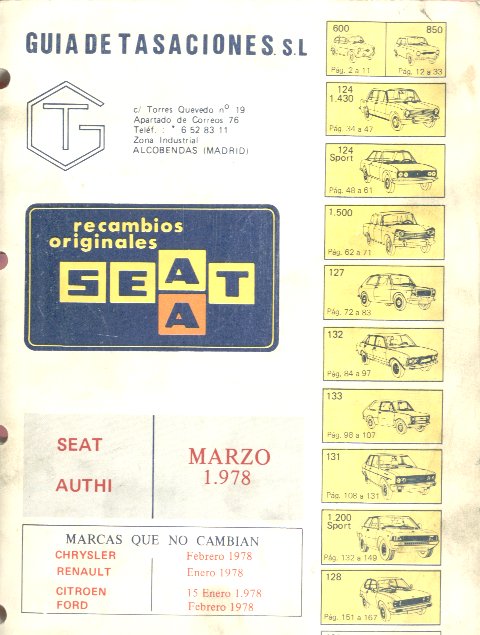 GUIA DE TASACIONES. S.L
GT
c/ Torres Quevedo nº 19
Apartado de Correos 76
Teléf. : * 6 52 83 11
Zona Industrial
ALCOBENDAS (MADRID)
recambios
originales
SEAT
A
SEAT
AUTHI
MARZO
1.978
MARCAS QUE NO CAMBIAN
CHRYSLER Febrero 1978
RENAULT Enero 1978
CITROEN 15 Enero 1.978
FORD Febrero 1978
600
Pág. 2 a 11
850
Pág. 12 a 33
124
1.430
Pág. 34 a 47
124
Sport
Pág. 48 a 61
1.500
Pág. 62 a 71
127
Pág. 72 a 83
132
Pág. 84 a 97
133
Pág. 98 a 107
131
Pág. 108 a 131
1.200
Sport
Pág. 132 a 149
128
Pág. 151 a 167